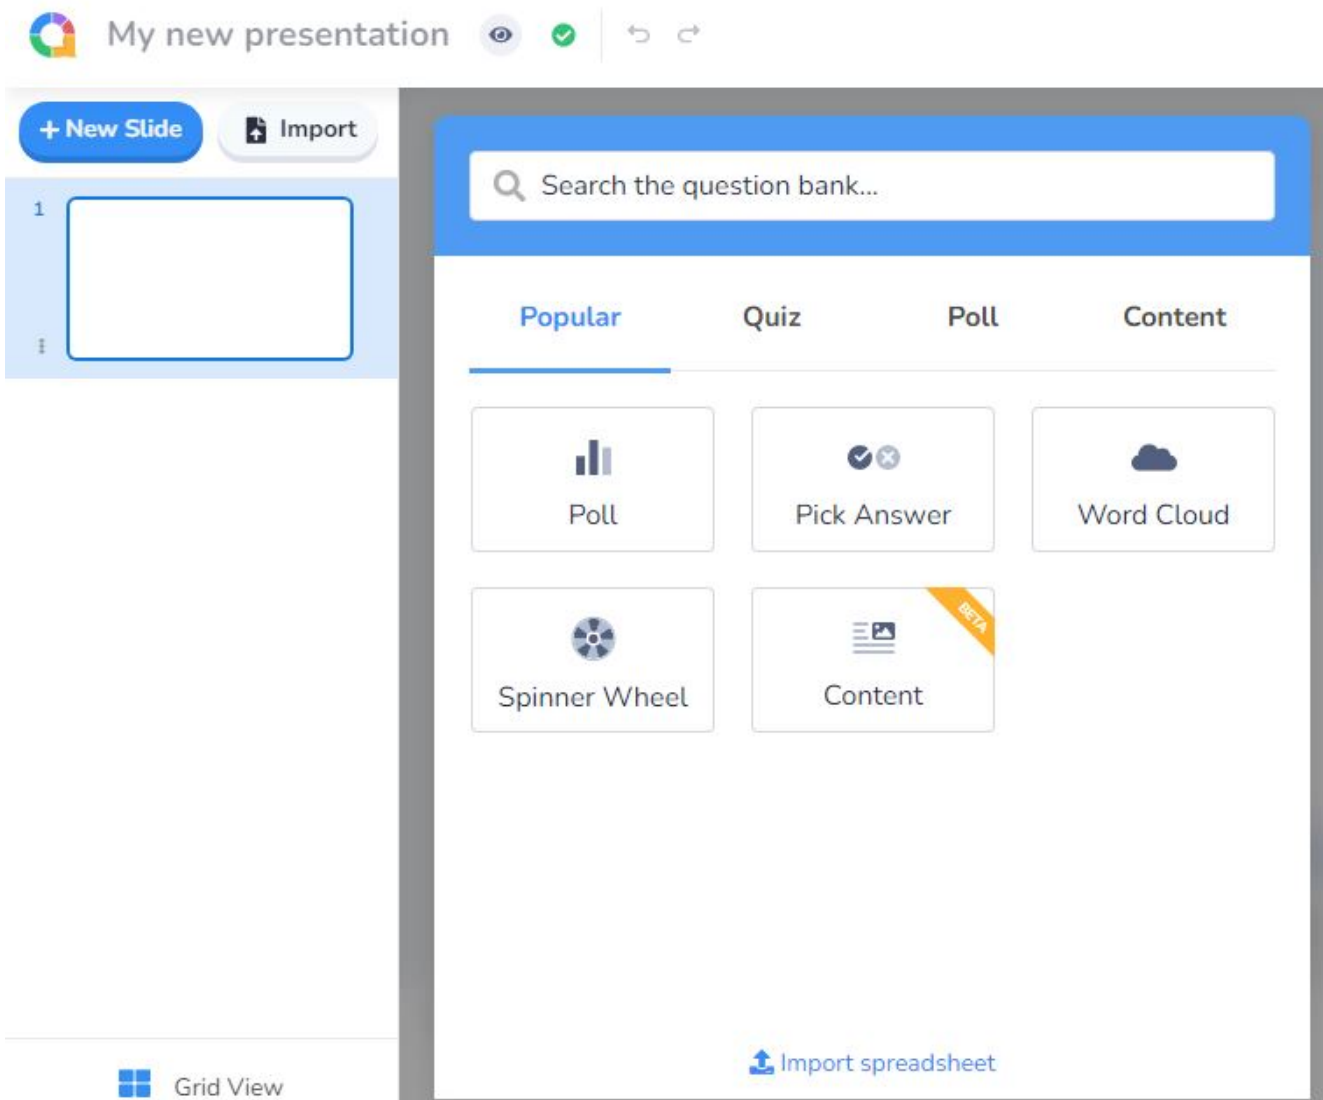 My new presentation
+ New Slide
Import
1
Search the question bank...
Popular
Quiz
Poll
Content
Poll
Pick Answer
Word Cloud
Spinner Wheel
Content
BETA
Import spreadsheet
Grid View